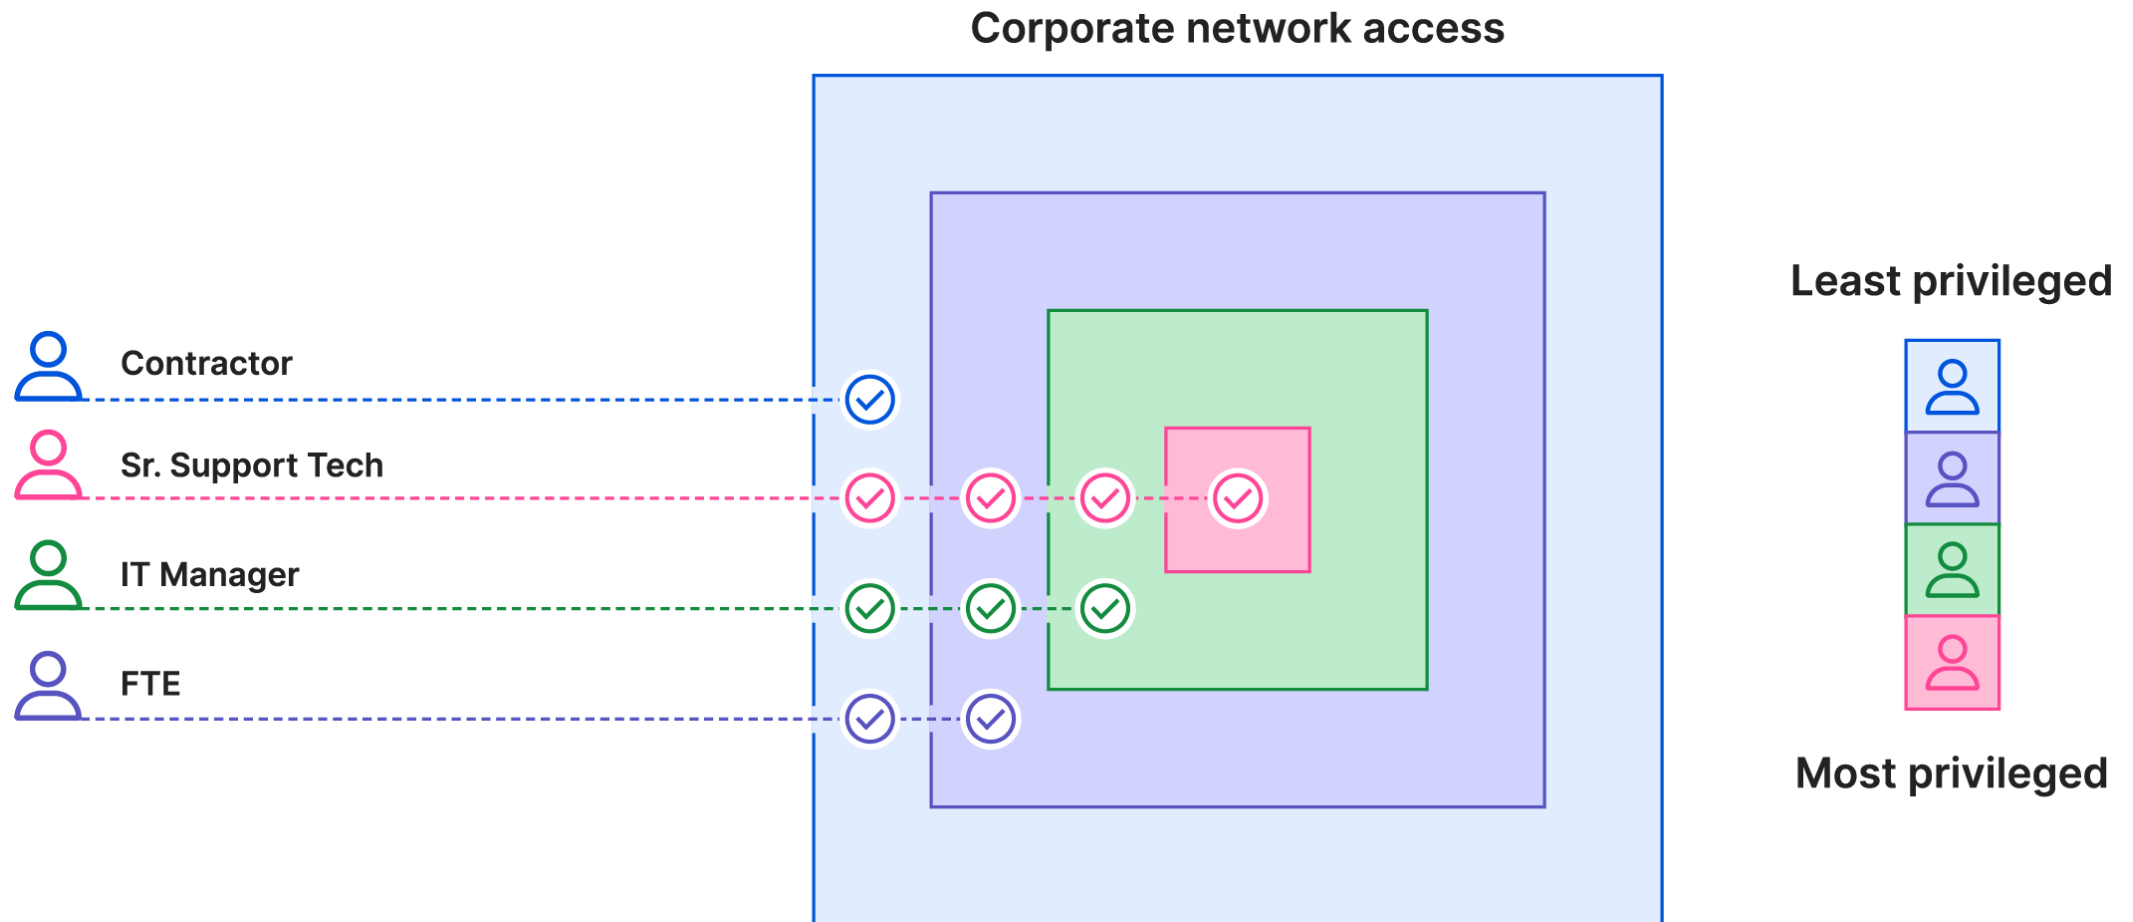 Corporate network access
Contractor
Sr. Support Tech
IT Manager
FTE
Least privileged
Most privileged